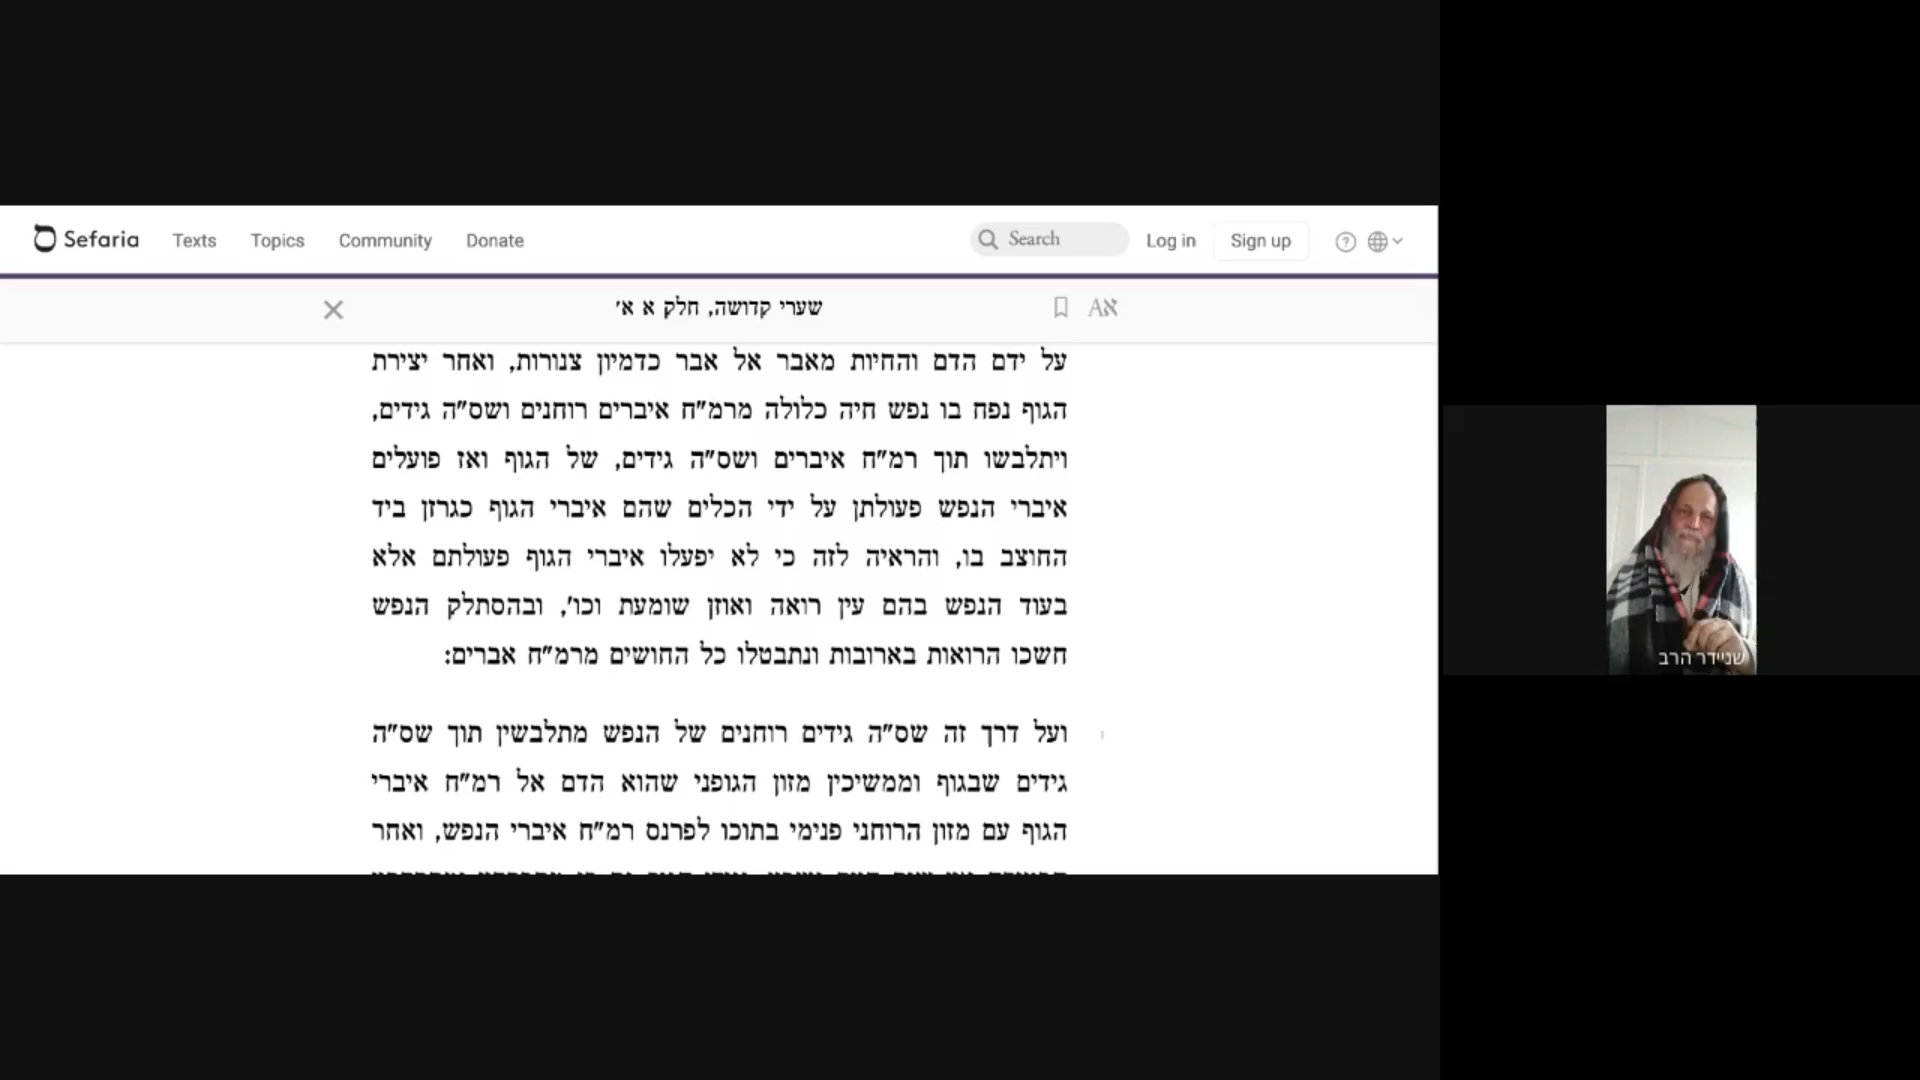 Sefaria
Texts
Topics
Community
Donate
Search
Log in
Sign up
שערי קדושה, חלק א א׳
Aא
על ידם הדם והחיות מאבר אל אבר כדמיון צנורות, ואחר יצירת
הגוף נפח בו נפש חיה כלולה מרמ"ח איברים רוחנים ושס"ה גידים,
ויתלבשו תוך רמ"ח איברים ושס"ה גידים, של הגוף ואז פועלים
איברי הנפש פעולתן על ידי הכלים שהם איברי הגוף כגרזן ביד
החוצב בו, והראיה לזה כי לא יפעלו איברי הגוף פעולתם אלא
בעוד הנפש בהם עין רואה ואוזן שומעת וכו', ובהסתלק הנפש
חשכו הרואות בארובות ונתבטלו כל החושים מרמ"ח אברים:
ועל דרך זה שס"ה גידים רוחנים של הנפש מתלבשין תוך שס"ה
גידים שבגוף וממשיכין מזון הגופני שהוא הדם אל רמ"ח איברי
הגוף עם מזון הרוחני פנימי בתוכו לפרנס רמ"ח איברי הנפש, ואחר
שניידר הרב